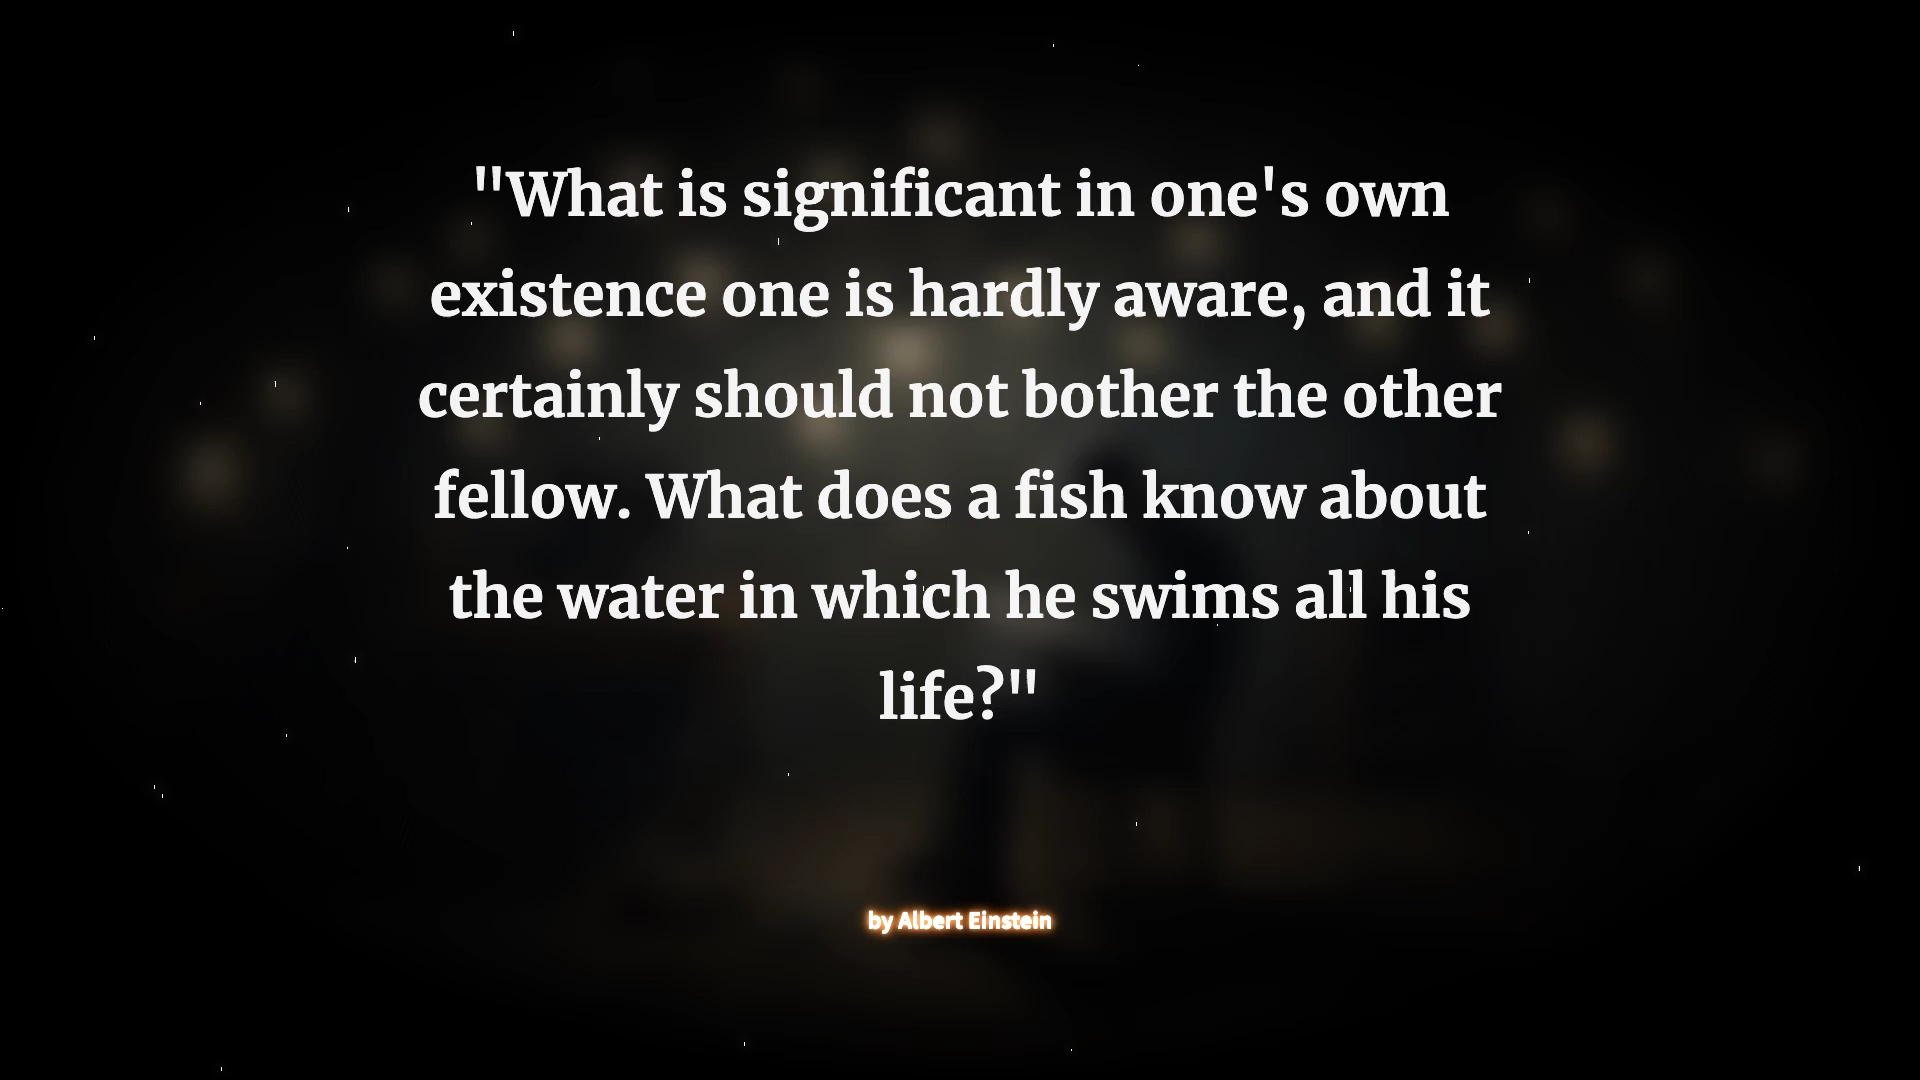 "What is significant in one's own
existence one is hardly aware, and it
certainly should not bother the other
fellow. What does a fish know about
the water in which he swims all his
life?"
by Albert Einstein